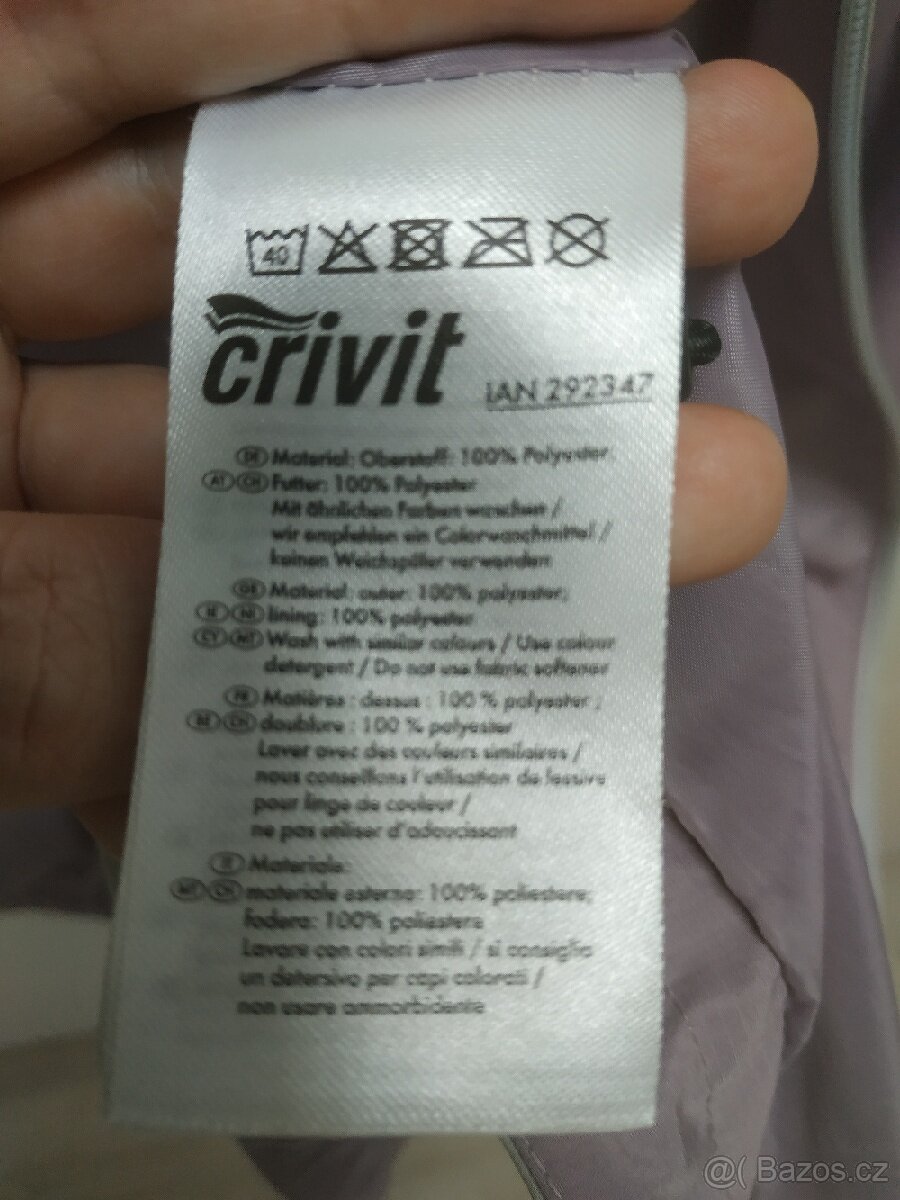 40
crivit
IAN 292347
DE Material: Oberstoff: 100% Polyester
AT CH Futter: 100% Polyester
Mit ähnlichen Farben waschen /
wir empfehlen ein Colorwaschmittel /
keinen Weichspüler verwenden
GB Material: outer: 100% polyester;
IE NI lining: 100% polyester
CY MT Wash with similar colours / Use colour
detergent / Do not use fabric softener
FR Matières : dessus : 100 % polyester ;
BE CH doublure : 100 % polyester
Laver avec des couleurs similaires /
nous conseillons l'utilisation de lessive
pour linge de couleur /
ne pas utiliser d'adoucissant
IT Materiale:
MT CH materiale esterno: 100% poliestere;
fodera: 100% poliestere
Lavare con colori simili / si consiglia
un detersivo per capi colorati /
non usare ammorbidente
@( Bazos.cz